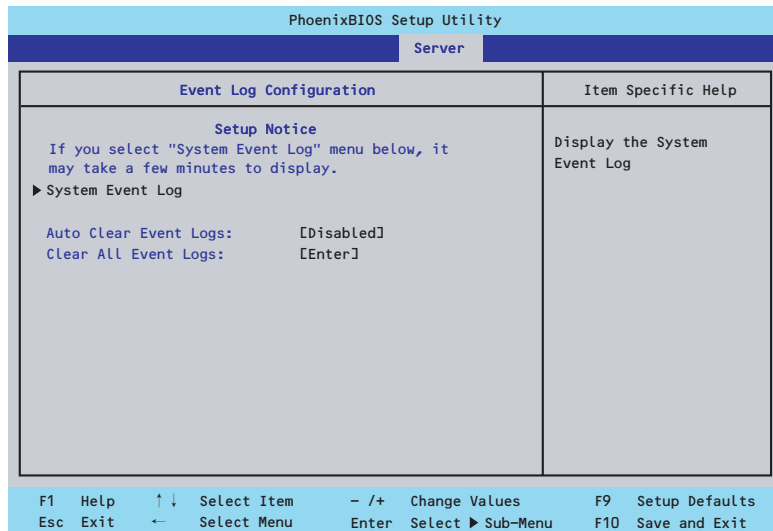 PhoenixBIOS Setup Utility
Server
Event Log Configuration
Item Specific Help
Setup Notice
If you select "System Event Log" menu below, it
may take a few minutes to display.
▶ System Event Log
Auto Clear Event Logs: [Disabled]
Clear All Event Logs: [Enter]
Display the System
Event Log
F1 Help ↑↓ Select Item – /+ Change Values F9 Setup Defaults
Esc Exit ← Select Menu Enter Select ▶ Sub–Menu F10 Save and Exit